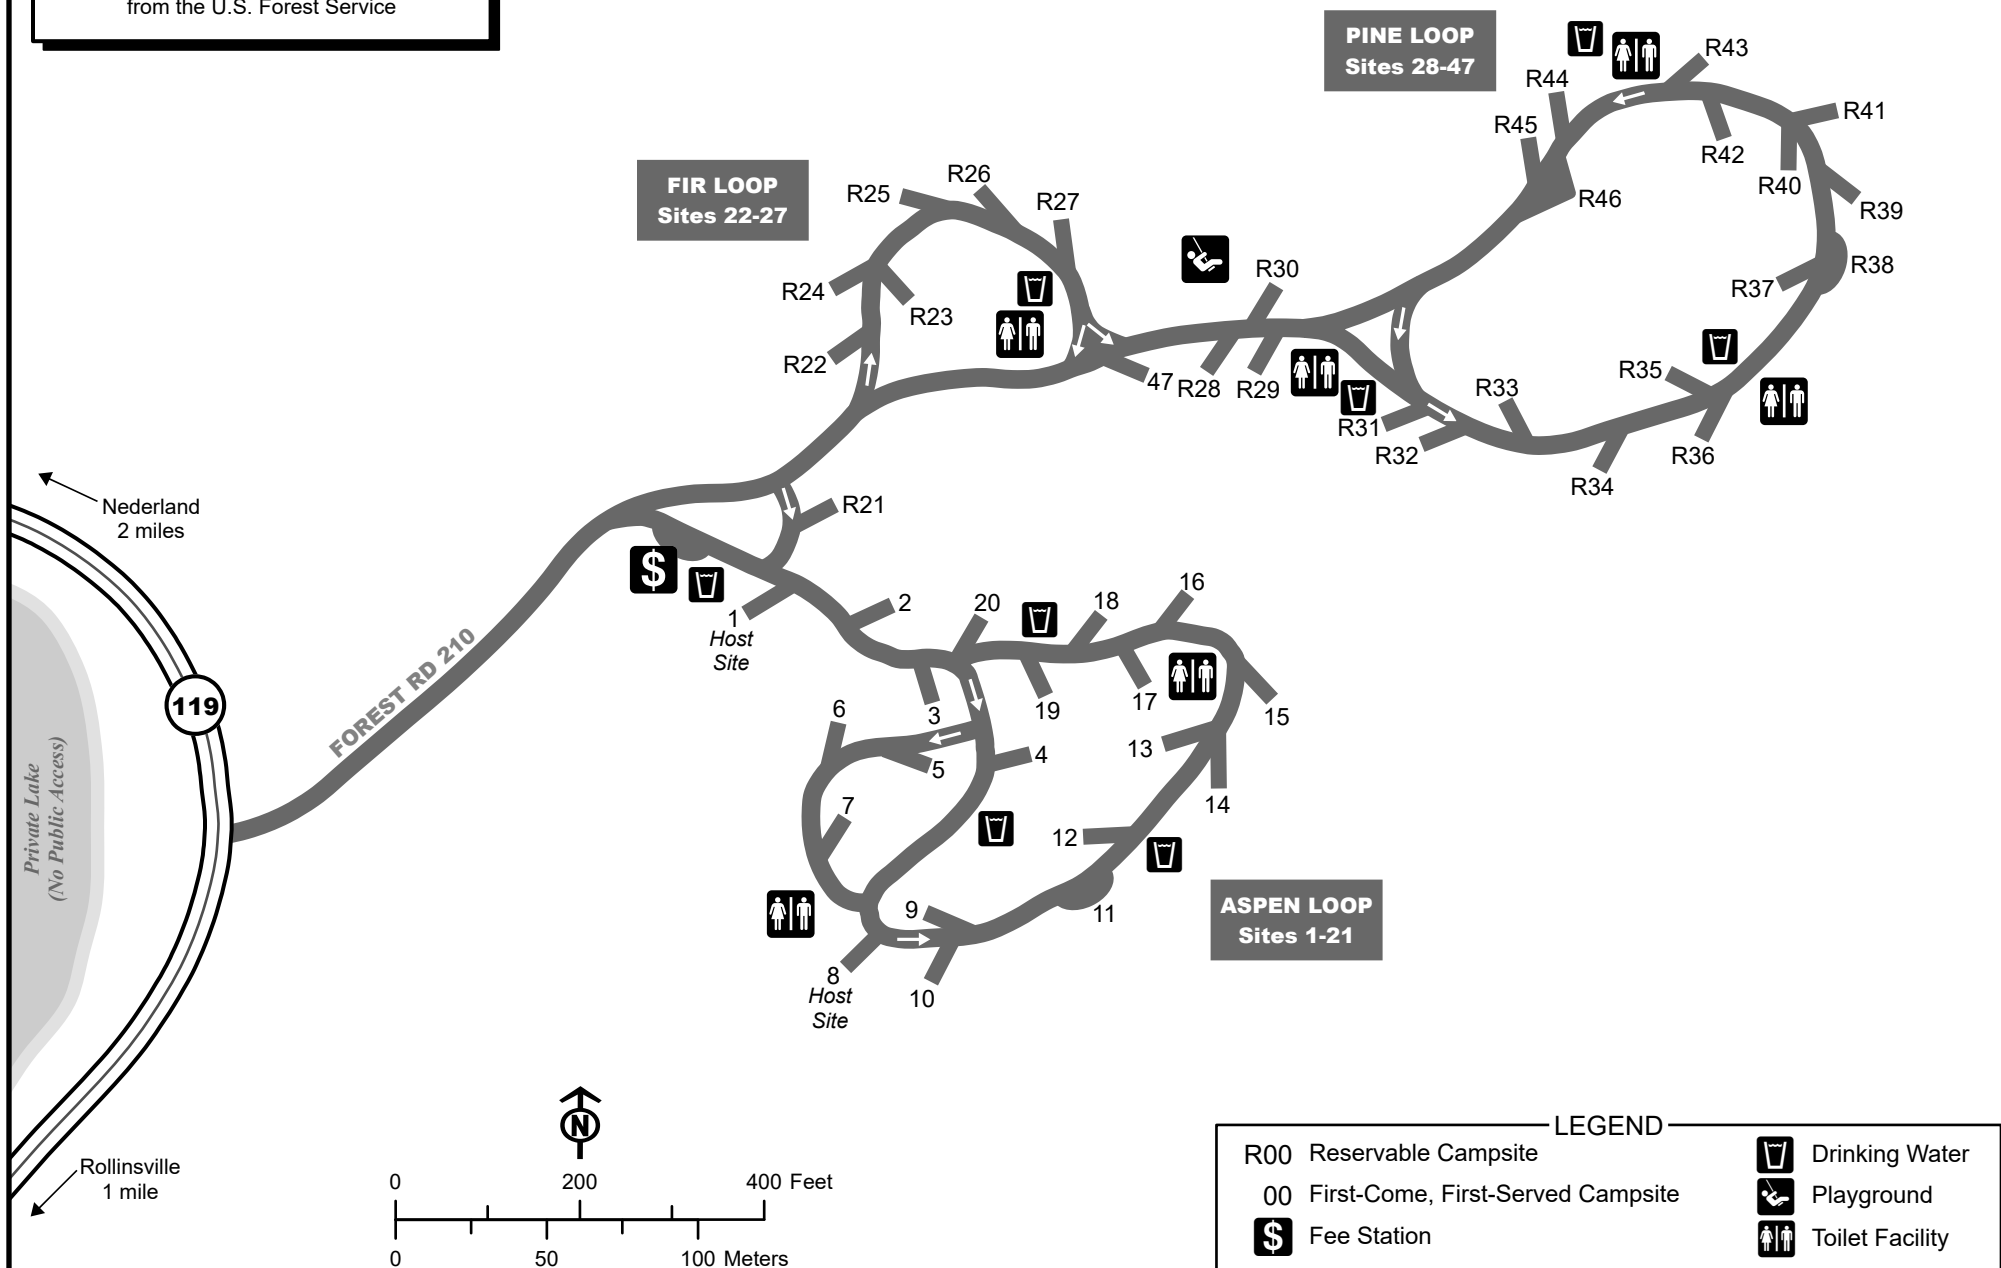 from the U.S. Forest Service
PINE LOOP
Sites 28-47
R43
R44
R45
R41
R42
R40
R46
R39
R38
R37
FIR LOOP
Sites 22-27
R25
R26
R27
R24
R23
R22
R30
47
R28
R29
R35
R33
R31
R32
R36
R34
Nederland
2 miles
R21
$
1
Host
Site
2
20
18
16
3
19
17
15
6
5
4
13
14
7
12
9
11
8
Host
Site
10
ASPEN LOOP
Sites 1-21
FOREST RD 210
119
Private Lake
(No Public Access)
Rollinsville
1 mile
N
0 200 400 Feet
0 50 100 Meters
LEGEND
R00 Reservable Campsite
00 First-Come, First-Served Campsite
$ Fee Station
Drinking Water
Playground
Toilet Facility